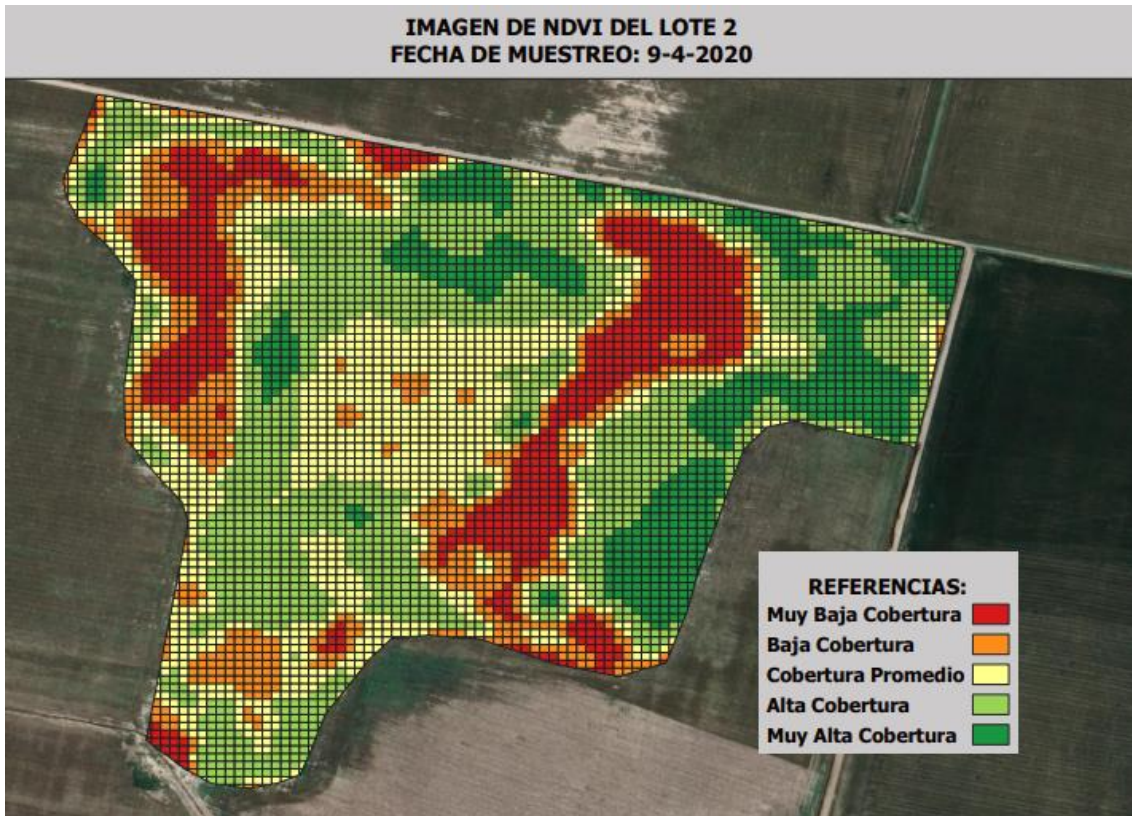 IMAGEN DE NDVI DEL LOTE 2
FECHA DE MUESTREO: 9-4-2020
REFERENCIAS:
Muy Baja Cobertura
Baja Cobertura
Cobertura Promedio
Alta Cobertura
Muy Alta Cobertura